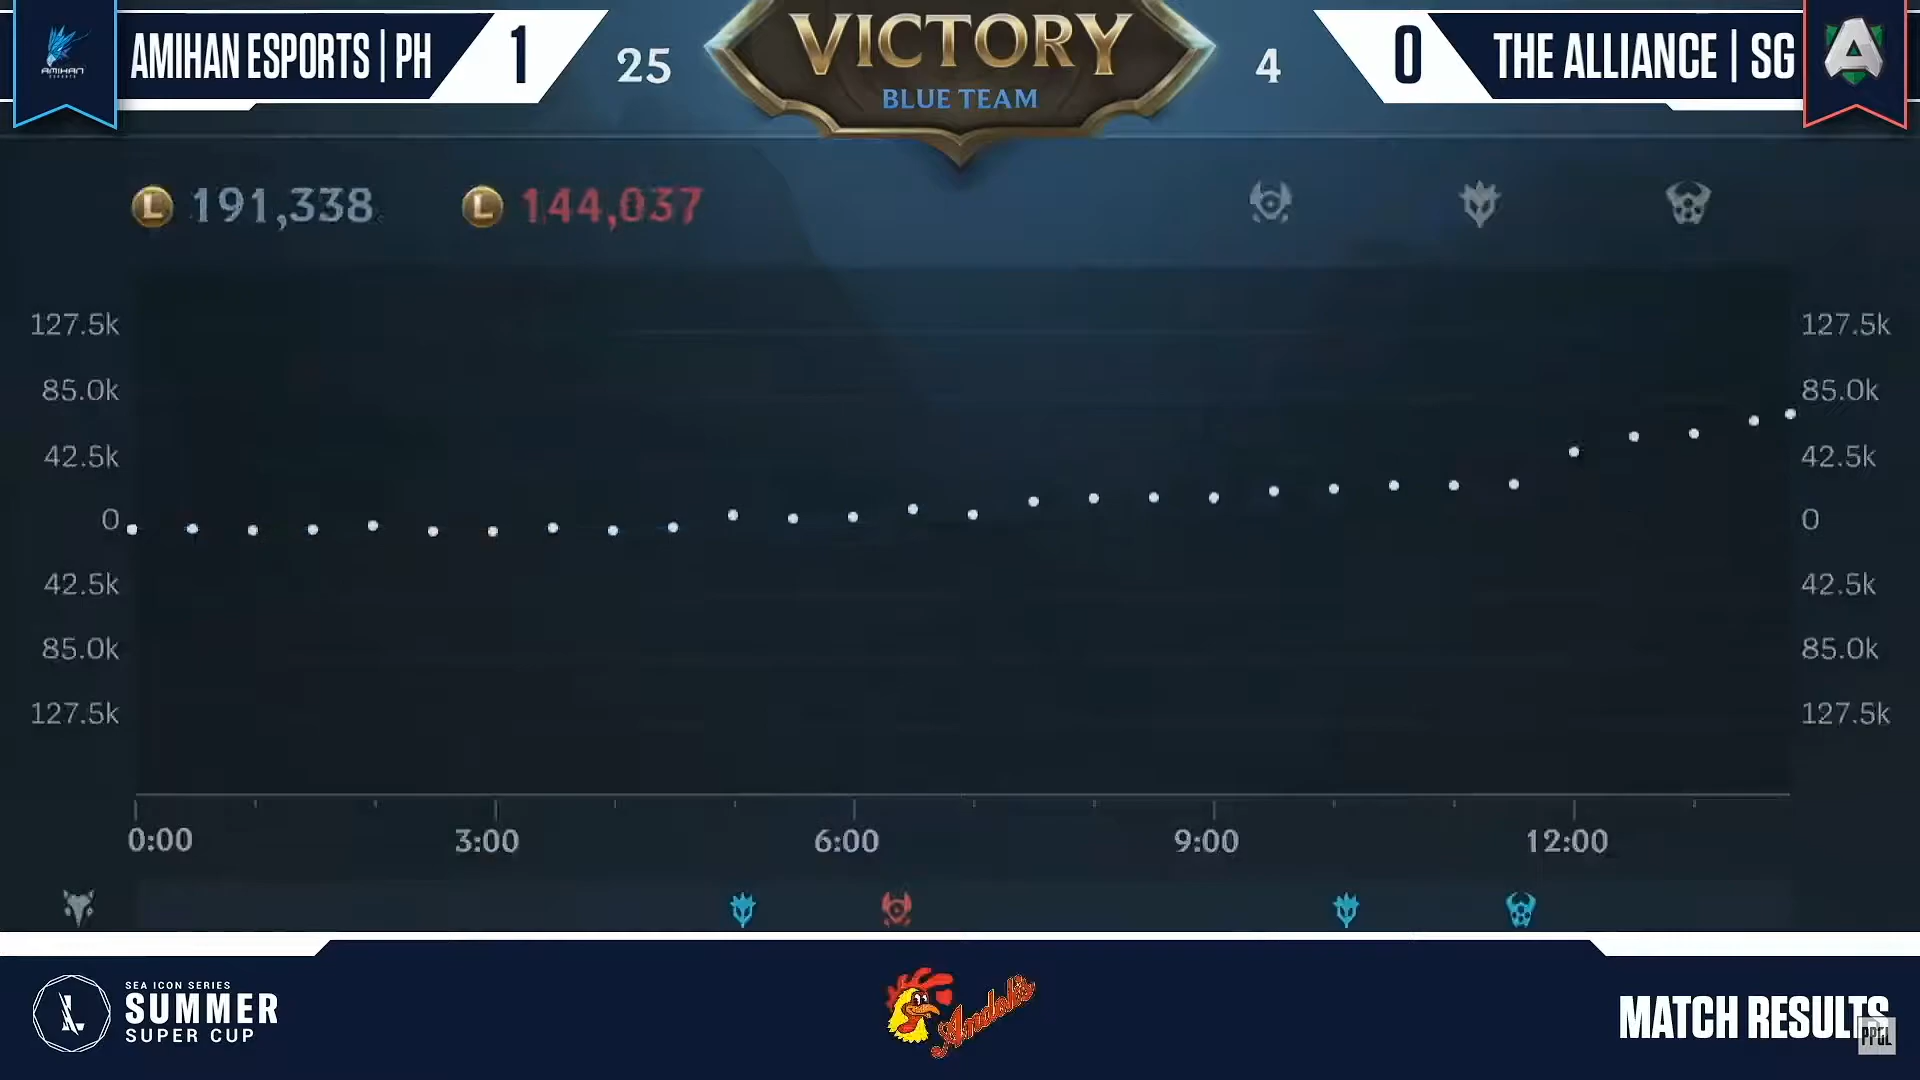 AMIHAN ESPORTS | PH
1
25
VICTORY
BLUE TEAM
4
0
THE ALLIANCE | SG
AMIHAN
ESPORTS
A
L 191,338
L 144,037
127.5k
127.5k
85.0k
85.0k
42.5k
42.5k
0
0
42.5k
42.5k
85.0k
85.0k
127.5k
127.5k
0:00
3:00
6:00
9:00
12:00
SEA ICON SERIES
SUMMER
SUPER CUP
Andok's
MATCH RESULTS
PPGL